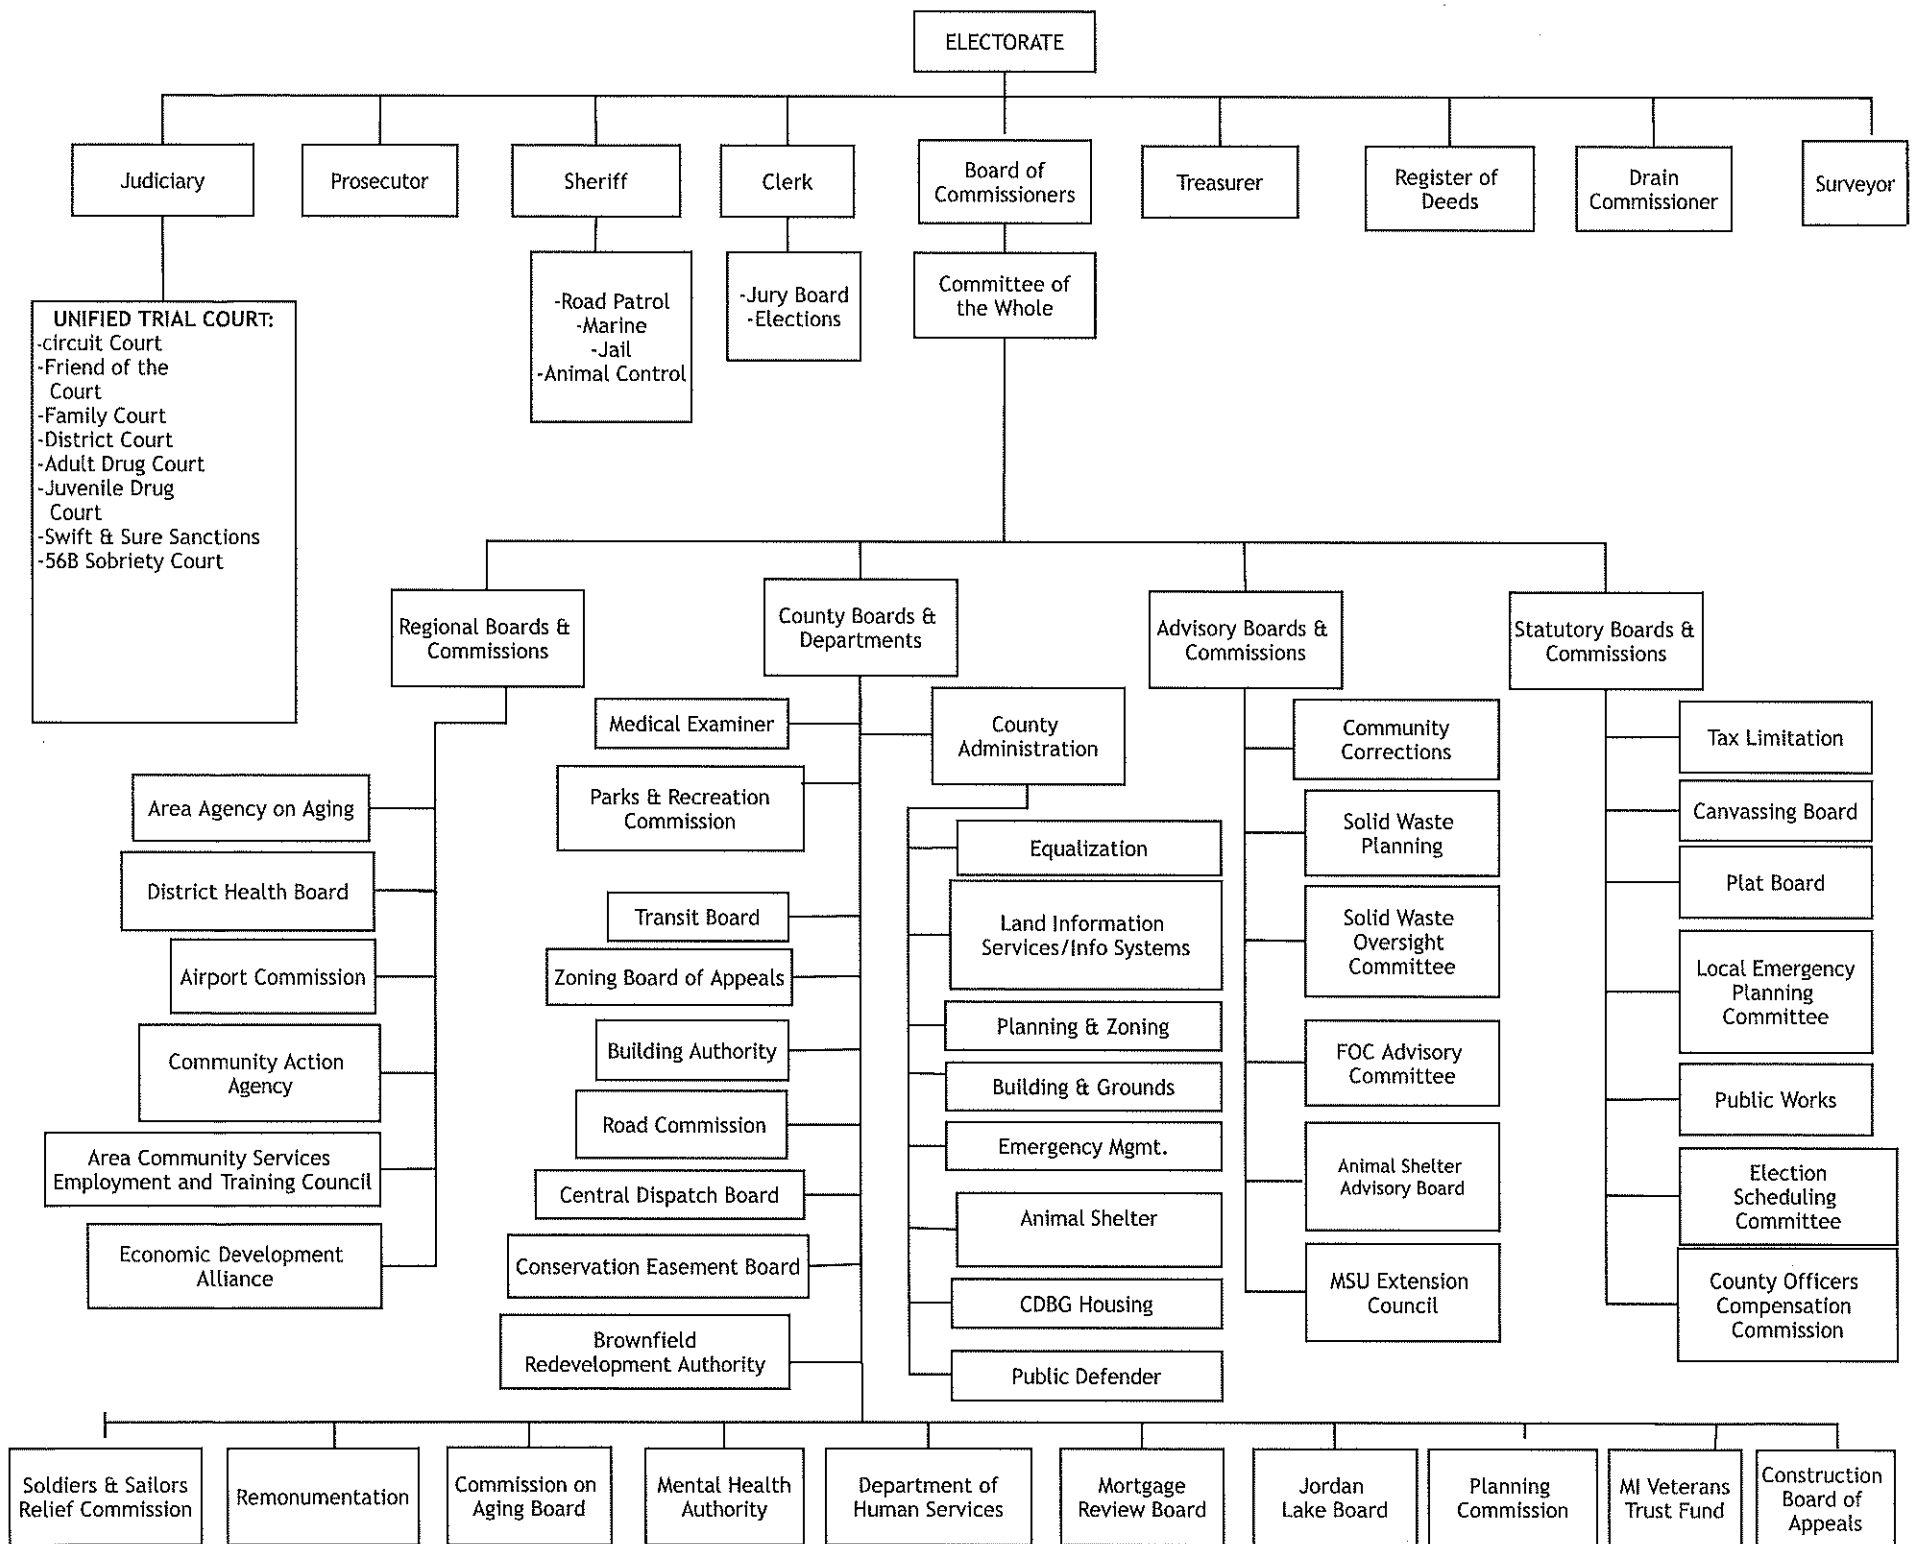 ELECTORATE
Judiciary
Prosecutor
Sheriff
Clerk
Board of
Commissioners
Treasurer
Register of
Deeds
Drain
Commissioner
Surveyor
UNIFIED TRIAL COURT:
-circuit Court
-Friend of the
Court
-Family Court
-District Court
-Adult Drug Court
-Juvenile Drug
Court
-Swift & Sure Sanctions
-56B Sobriety Court
-Road Patrol
-Marine
-Jail
-Animal Control
-Jury Board
-Elections
Committee of
the Whole
Regional Boards &
Commissions
County Boards &
Departments
Advisory Boards &
Commissions
Statutory Boards &
Commissions
Area Agency on Aging
District Health Board
Airport Commission
Community Action
Agency
Area Community Services
Employment and Training Council
Economic Development
Alliance
Medical Examiner
Parks & Recreation
Commission
Transit Board
Zoning Board of Appeals
Building Authority
Road Commission
Central Dispatch Board
Conservation Easement Board
Brownfield
Redevelopment Authority
County
Administration
Equalization
Land Information
Services/Info Systems
Planning & Zoning
Building & Grounds
Emergency Mgmt.
Animal Shelter
CDBG Housing
Public Defender
Community
Corrections
Solid Waste
Planning
Solid Waste
Oversight
Committee
FOC Advisory
Committee
Animal Shelter
Advisory Board
MSU Extension
Council
Tax Limitation
Canvassing Board
Plat Board
Local Emergency
Planning
Committee
Public Works
Election
Scheduling
Committee
County Officers
Compensation
Commission
Soldiers & Sailors
Relief Commission
Remonumentation
Commission on
Aging Board
Mental Health
Authority
Department of
Human Services
Mortgage
Review Board
Jordan
Lake Board
Planning
Commission
MI Veterans
Trust Fund
Construction
Board of
Appeals